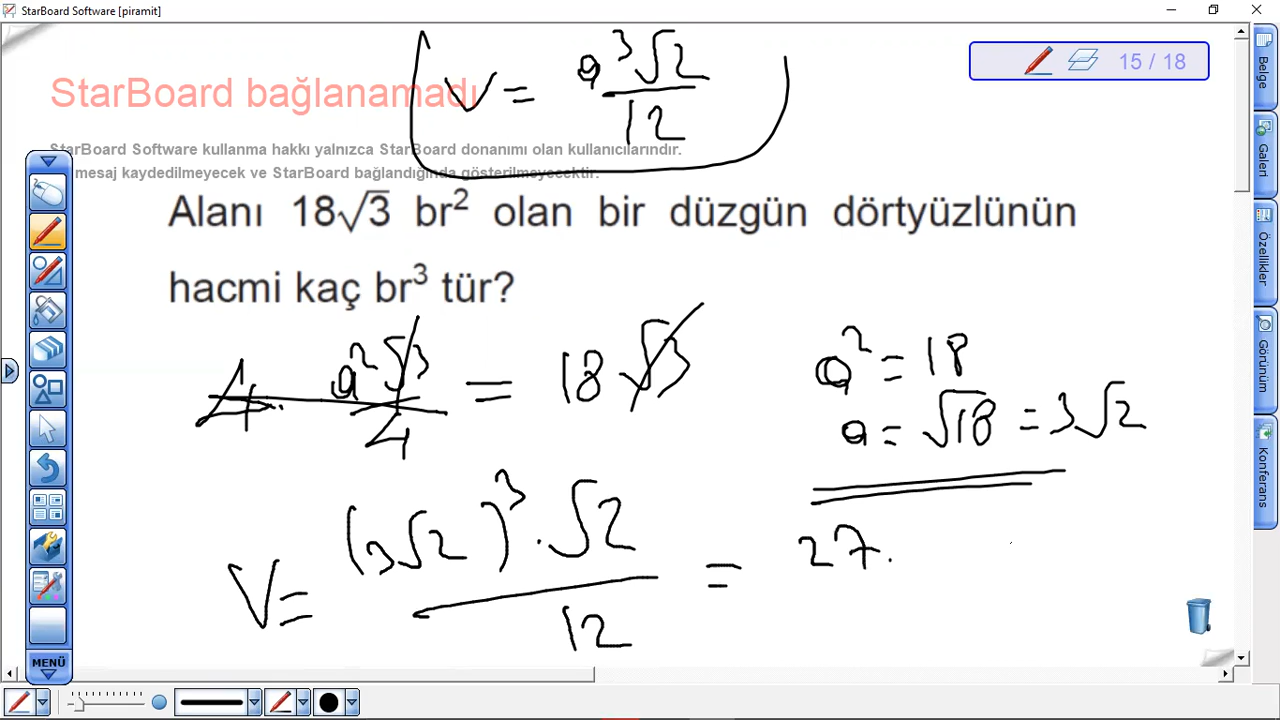 StarBoard Software [piramit]
V = a³√2 / 12
15 / 18
StarBoard bağlanamadı
StarBoard Software kullanma hakkı yalnızca StarBoard donanımı olan kullanıcılarındır.
mesaj kaydedilmeyecek ve StarBoard bağlandığında gösterilmeyecektir.
Alanı 18√3 br² olan bir düzgün dörtyüzlünün
hacmi kaç br³ tür?
4 · a²√3 / 4 = 18√3
a² = 18
a = √18 = 3√2
V = (3√2)³ · √2 / 12 = 27.
MENÜ
Belge
Galeri
Özellikler
Görünüm
Konferans